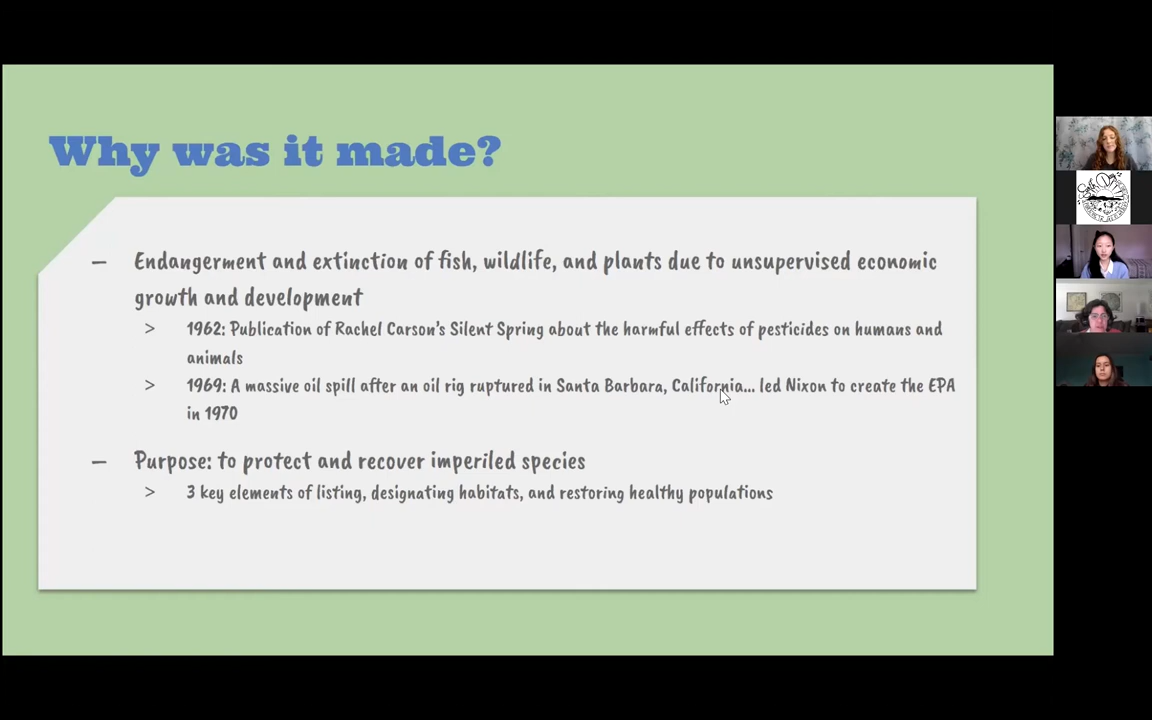 Why was it made?
– Endangerment and extinction of fish, wildlife, and plants due to unsupervised economic
growth and development
> 1962: Publication of Rachel Carson's Silent Spring about the harmful effects of pesticides on humans and
animals
> 1969: A massive oil spill after an oil rig ruptured in Santa Barbara, California... led Nixon to create the EPA
in 1970
– Purpose: to protect and recover imperiled species
> 3 key elements of listing, designating habitats, and restoring healthy populations